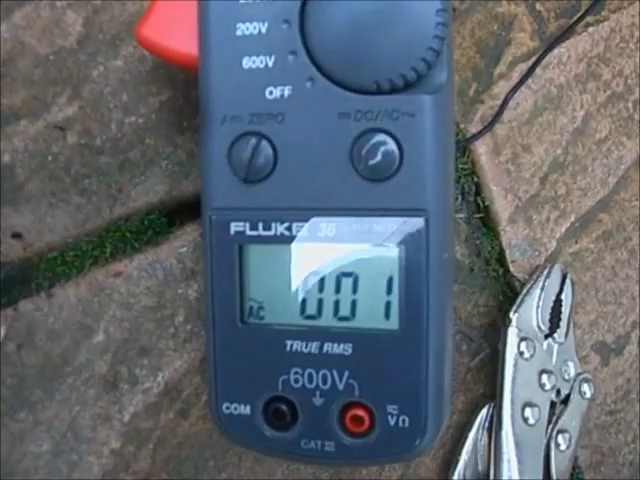 200V
600V
OFF
ZERO
DC/AC
FLUKE 36
001
AC
TRUE RMS
600V
COM
VΩ
CAT III